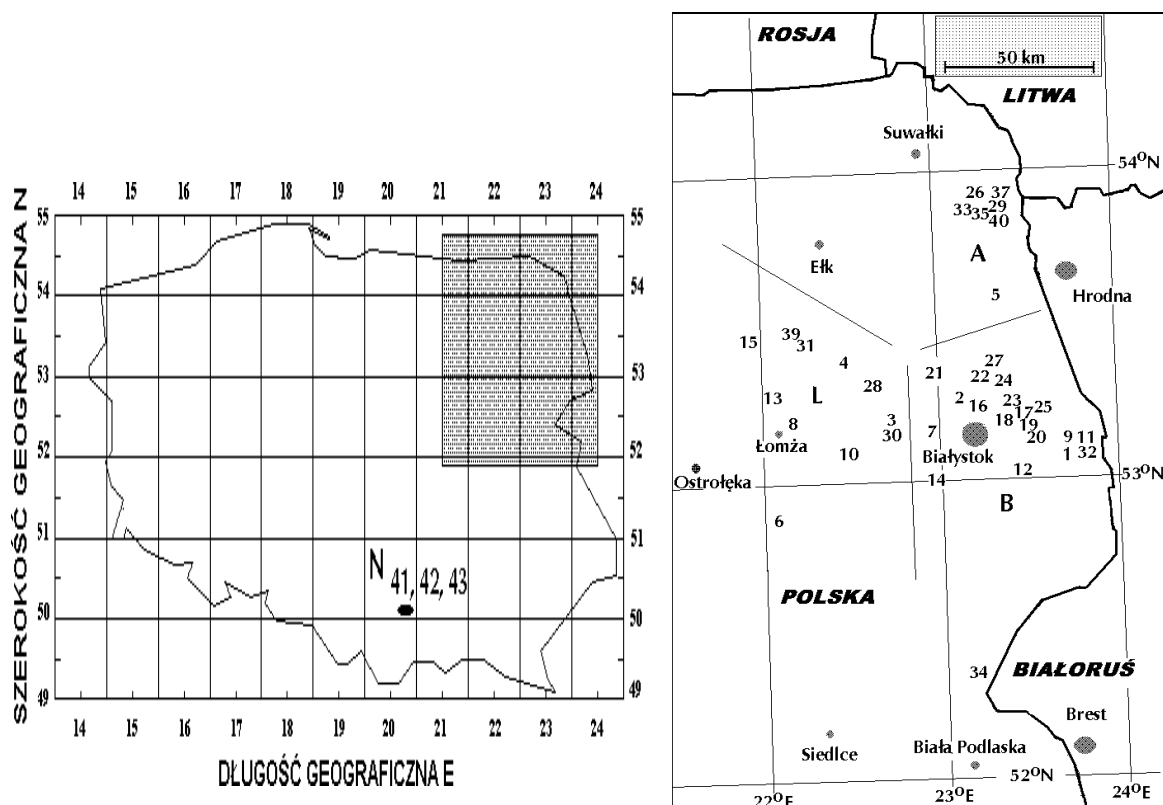 14 15 16 17 18 19 20 21 22 23 24
SZEROKOŚĆ GEOGRAFICZNA N
55
54
53
52
51
50
49
55
54
53
52
51
50
49
N 41, 42, 43
14 15 16 17 18 19 20 21 22 23 24
DŁUGOŚĆ GEOGRAFICZNA E
ROSJA
50 km
LITWA
Suwałki
54°N
26 37
33 35 29
40
A
Ełk
5
Hrodna
15 39
31
4
21
27
22
24
28
13
L
2
16
23
17 25
18
19
20
8
3
30
7
9 11
1 32
Łomża
10
Białystok
Ostrołęka
14
12
53°N
B
6
POLSKA
34
BIAŁORUŚ
Brest
Siedlce
Biała Podlaska
52°N
22°E
23°E
24°E